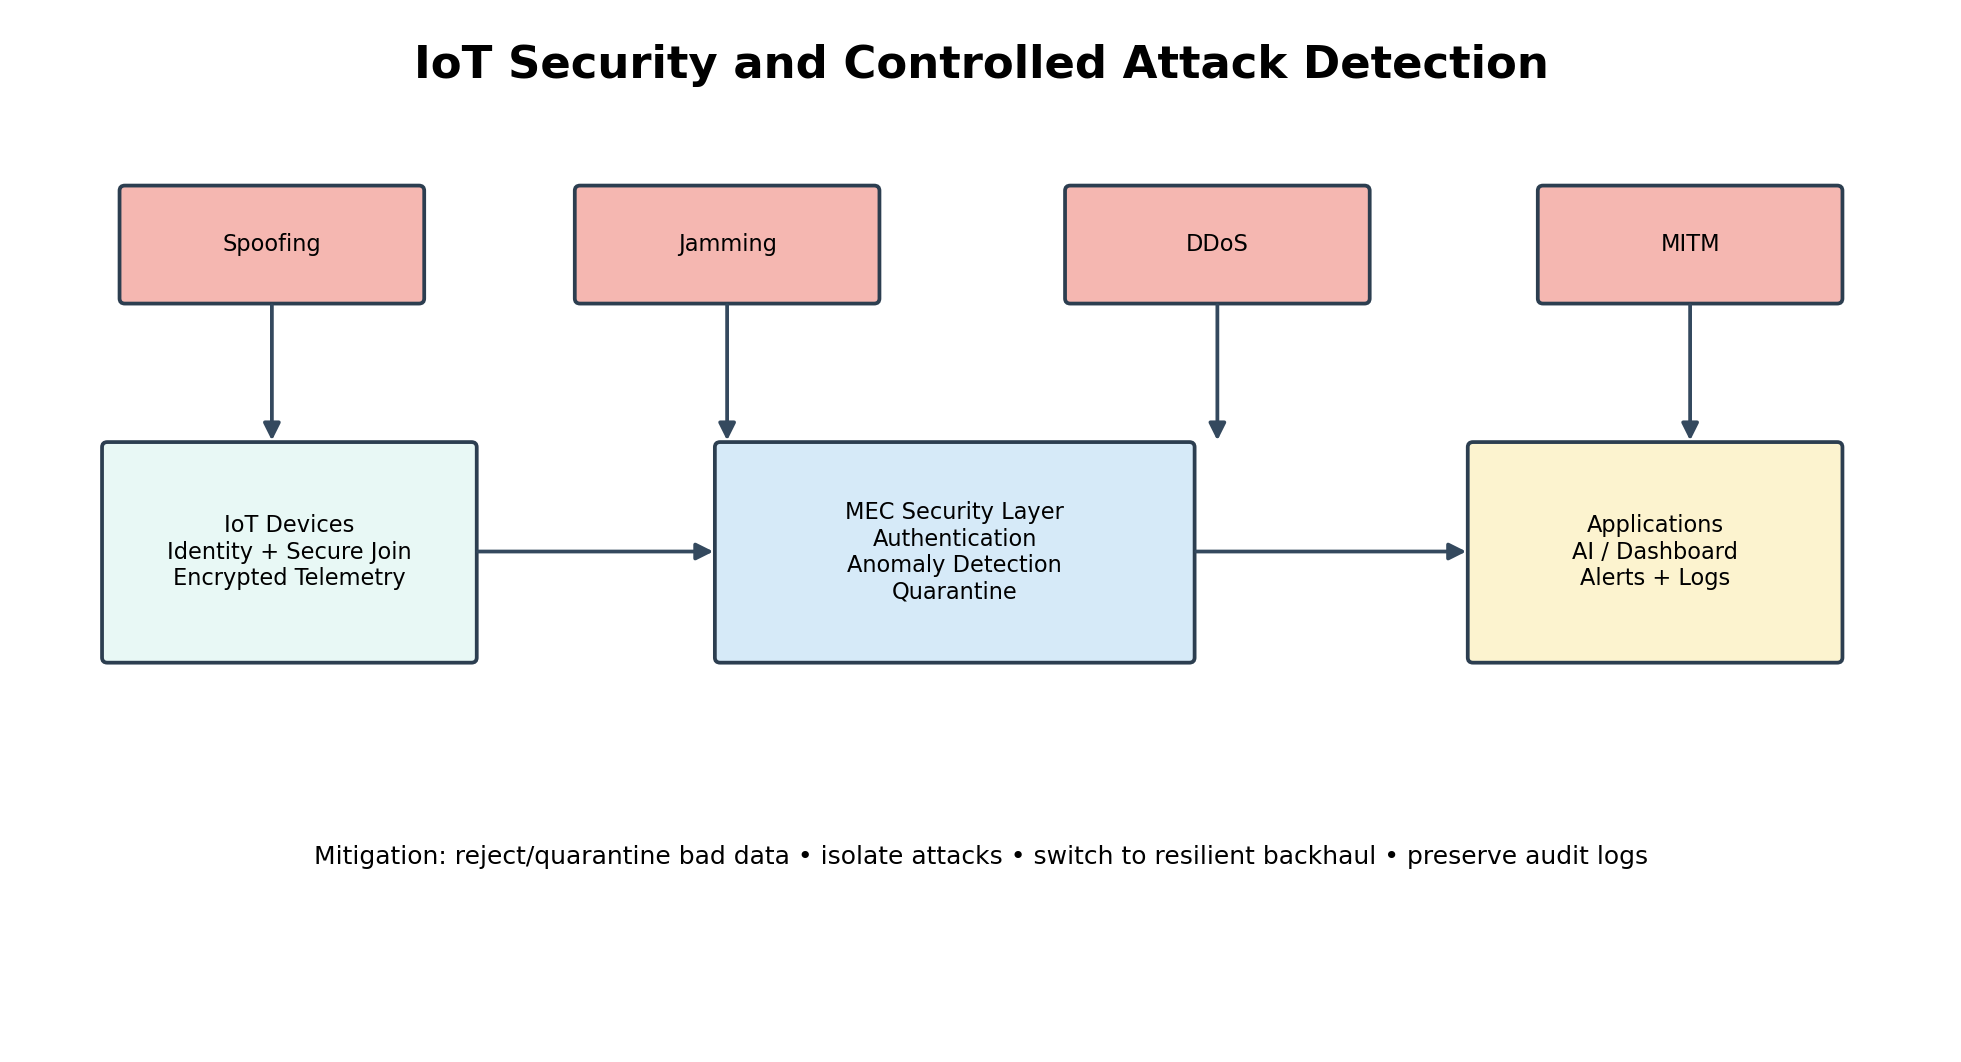 IoT Security and Controlled Attack Detection
Spoofing
Jamming
DDoS
MITM
IoT Devices
Identity + Secure Join
Encrypted Telemetry
MEC Security Layer
Authentication
Anomaly Detection
Quarantine
Applications
AI / Dashboard
Alerts + Logs
Mitigation: reject/quarantine bad data • isolate attacks • switch to resilient backhaul • preserve audit logs